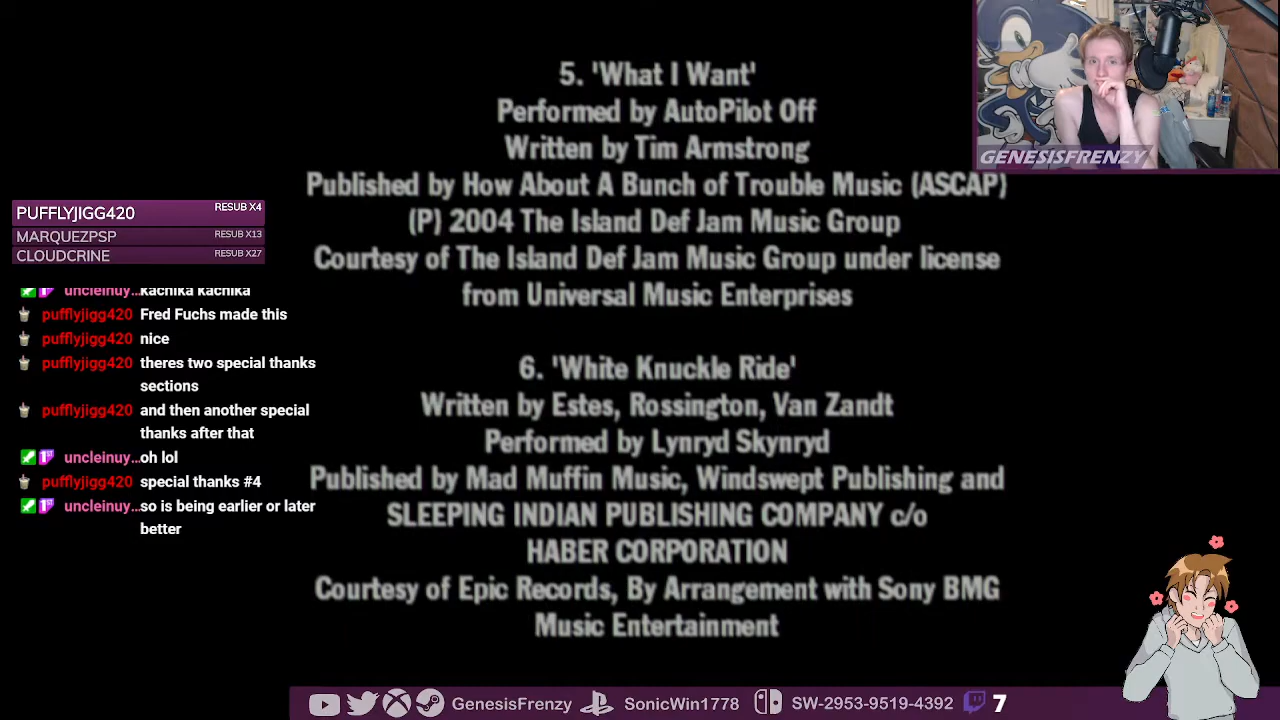 5. 'What I Want'
Performed by AutoPilot Off
Written by Tim Armstrong
Published by How About A Bunch of Trouble Music (ASCAP)
(P) 2004 The Island Def Jam Music Group
Courtesy of The Island Def Jam Music Group under license
from Universal Music Enterprises
6. 'White Knuckle Ride'
Written by Estes, Rossington, Van Zandt
Performed by Lynryd Skynryd
Published by Mad Muffin Music, Windswept Publishing and
SLEEPING INDIAN PUBLISHING COMPANY c/o
HABER CORPORATION
Courtesy of Epic Records, By Arrangement with Sony BMG
Music Entertainment
GENESISFRENZY
PUFFLYJIGG420 RESUB X4
MARQUEZPSP RESUB X13
CLOUDCRINE RESUB X27
uncleinuy... kachika kachika
pufflyjigg420 Fred Fuchs made this
pufflyjigg420 nice
pufflyjigg420 theres two special thanks
sections
pufflyjigg420 and then another special
thanks after that
uncleinuy... oh lol
pufflyjigg420 special thanks #4
uncleinuy... so is being earlier or later
better
GenesisFrenzy SonicWin1778 SW-2953-9519-4392 7